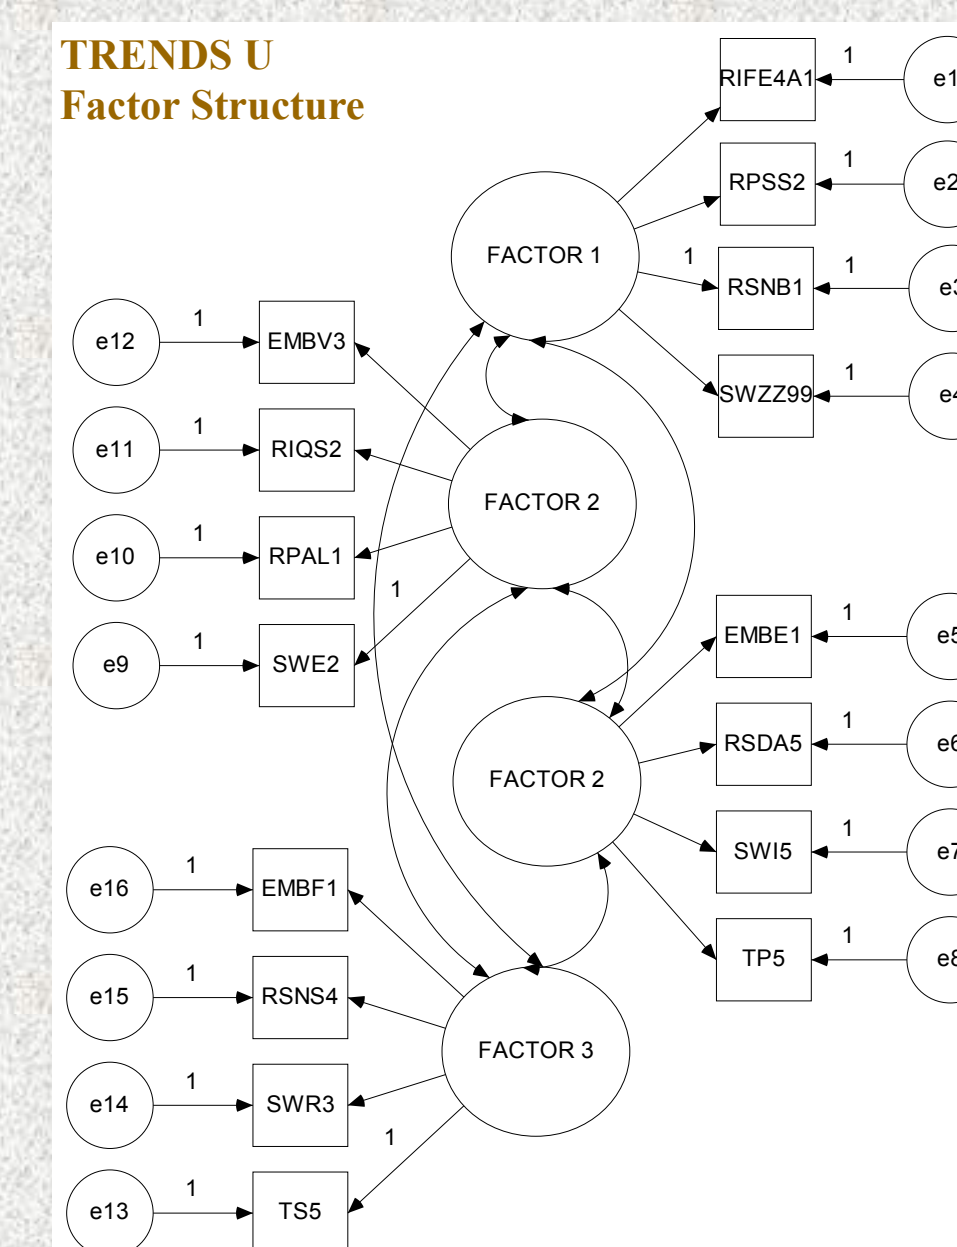 TRENDS U
Factor Structure
RIFE4A1
1
e1
RPSS2
1
e2
FACTOR 1
1
RSNB1
1
e3
SWZZ99
1
e4
e12
1
EMBV3
e11
1
RIQS2
FACTOR 2
e10
1
RPAL1
1
e9
1
SWE2
EMBE1
1
e5
RSDA5
1
e6
FACTOR 2
SWI5
1
e7
TP5
1
e8
e16
1
EMBF1
e15
1
RSNS4
FACTOR 3
e14
1
SWR3
1
e13
1
TS5